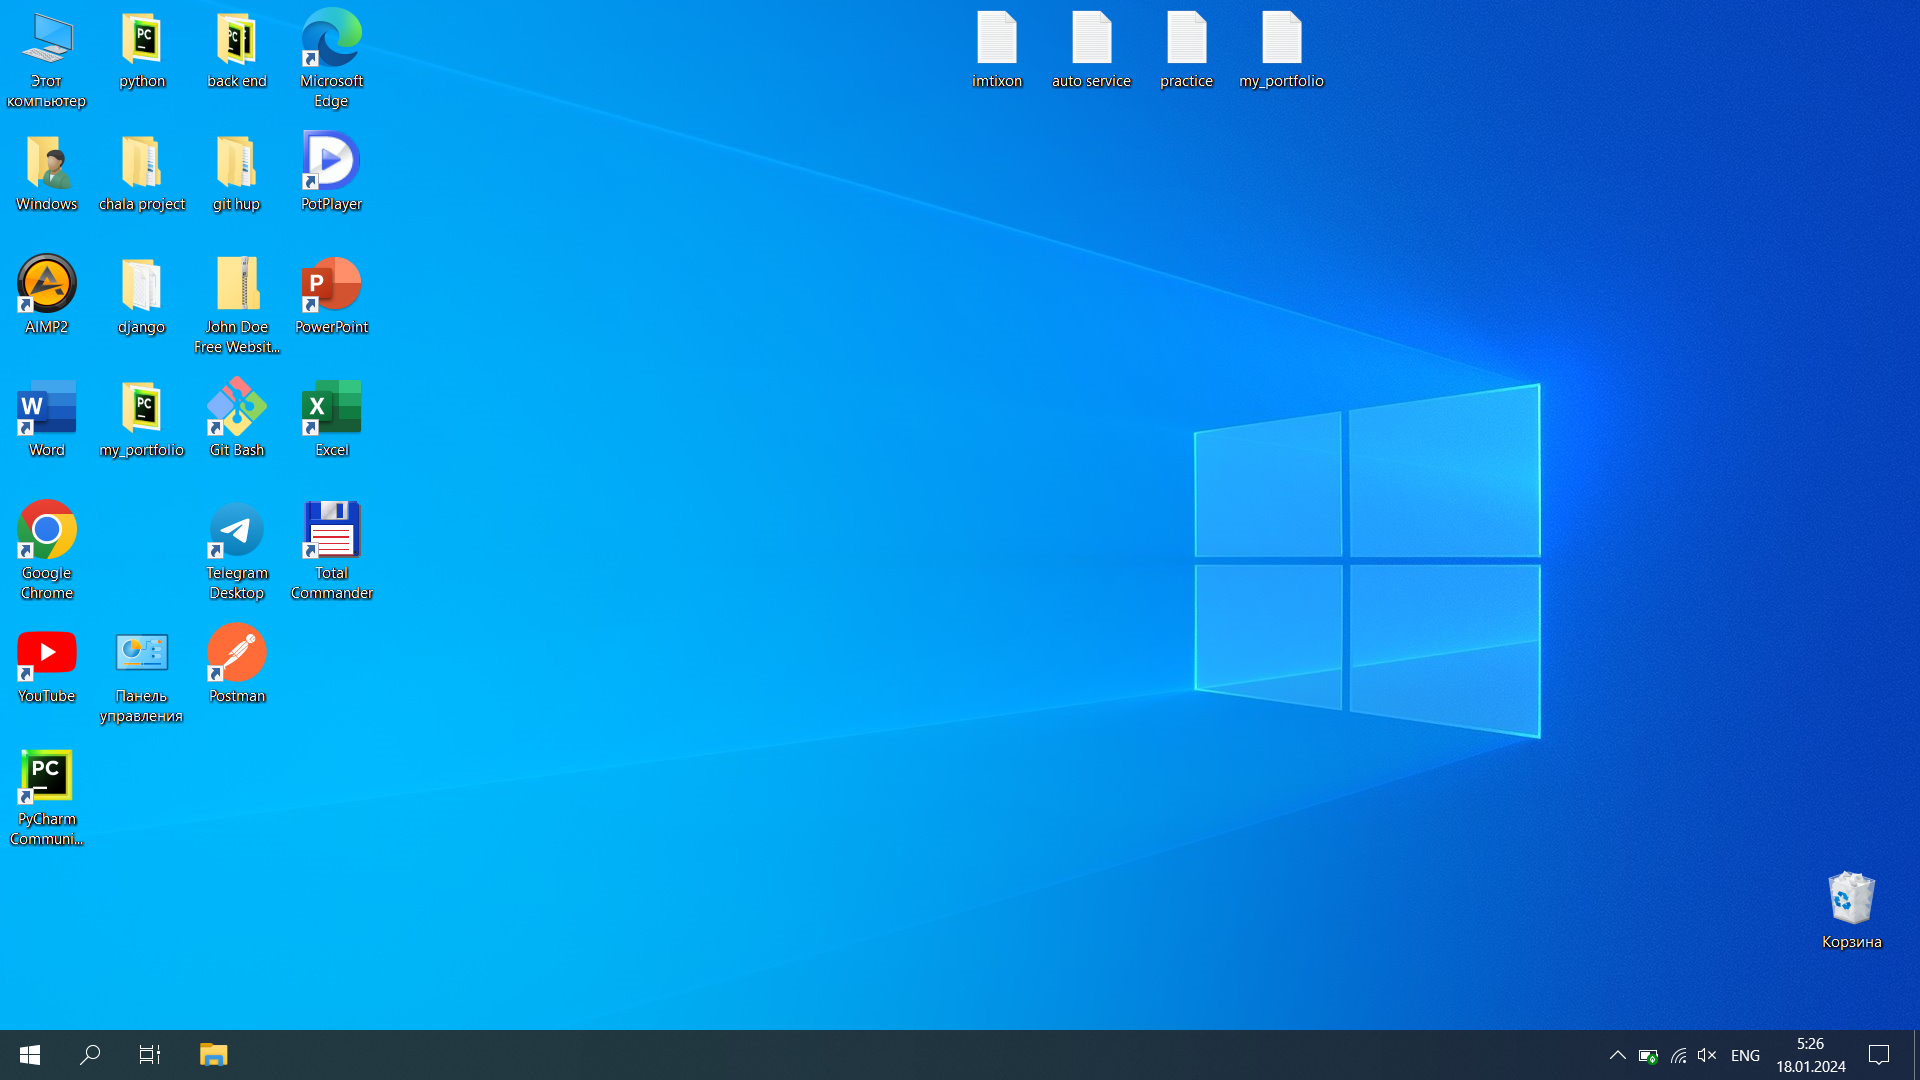 Этот
компьютер
python
back end
Microsoft
Edge
imtixon
auto service
practice
my_portfolio
Windows
chala project
git hup
PotPlayer
AIMP2
django
John Doe
Free Websit...
PowerPoint
Word
my_portfolio
Git Bash
Excel
Google
Chrome
Telegram
Desktop
Total
Commander
YouTube
Панель
управления
Postman
PyCharm
Communi...
Корзина
ENG
5:26
18.01.2024